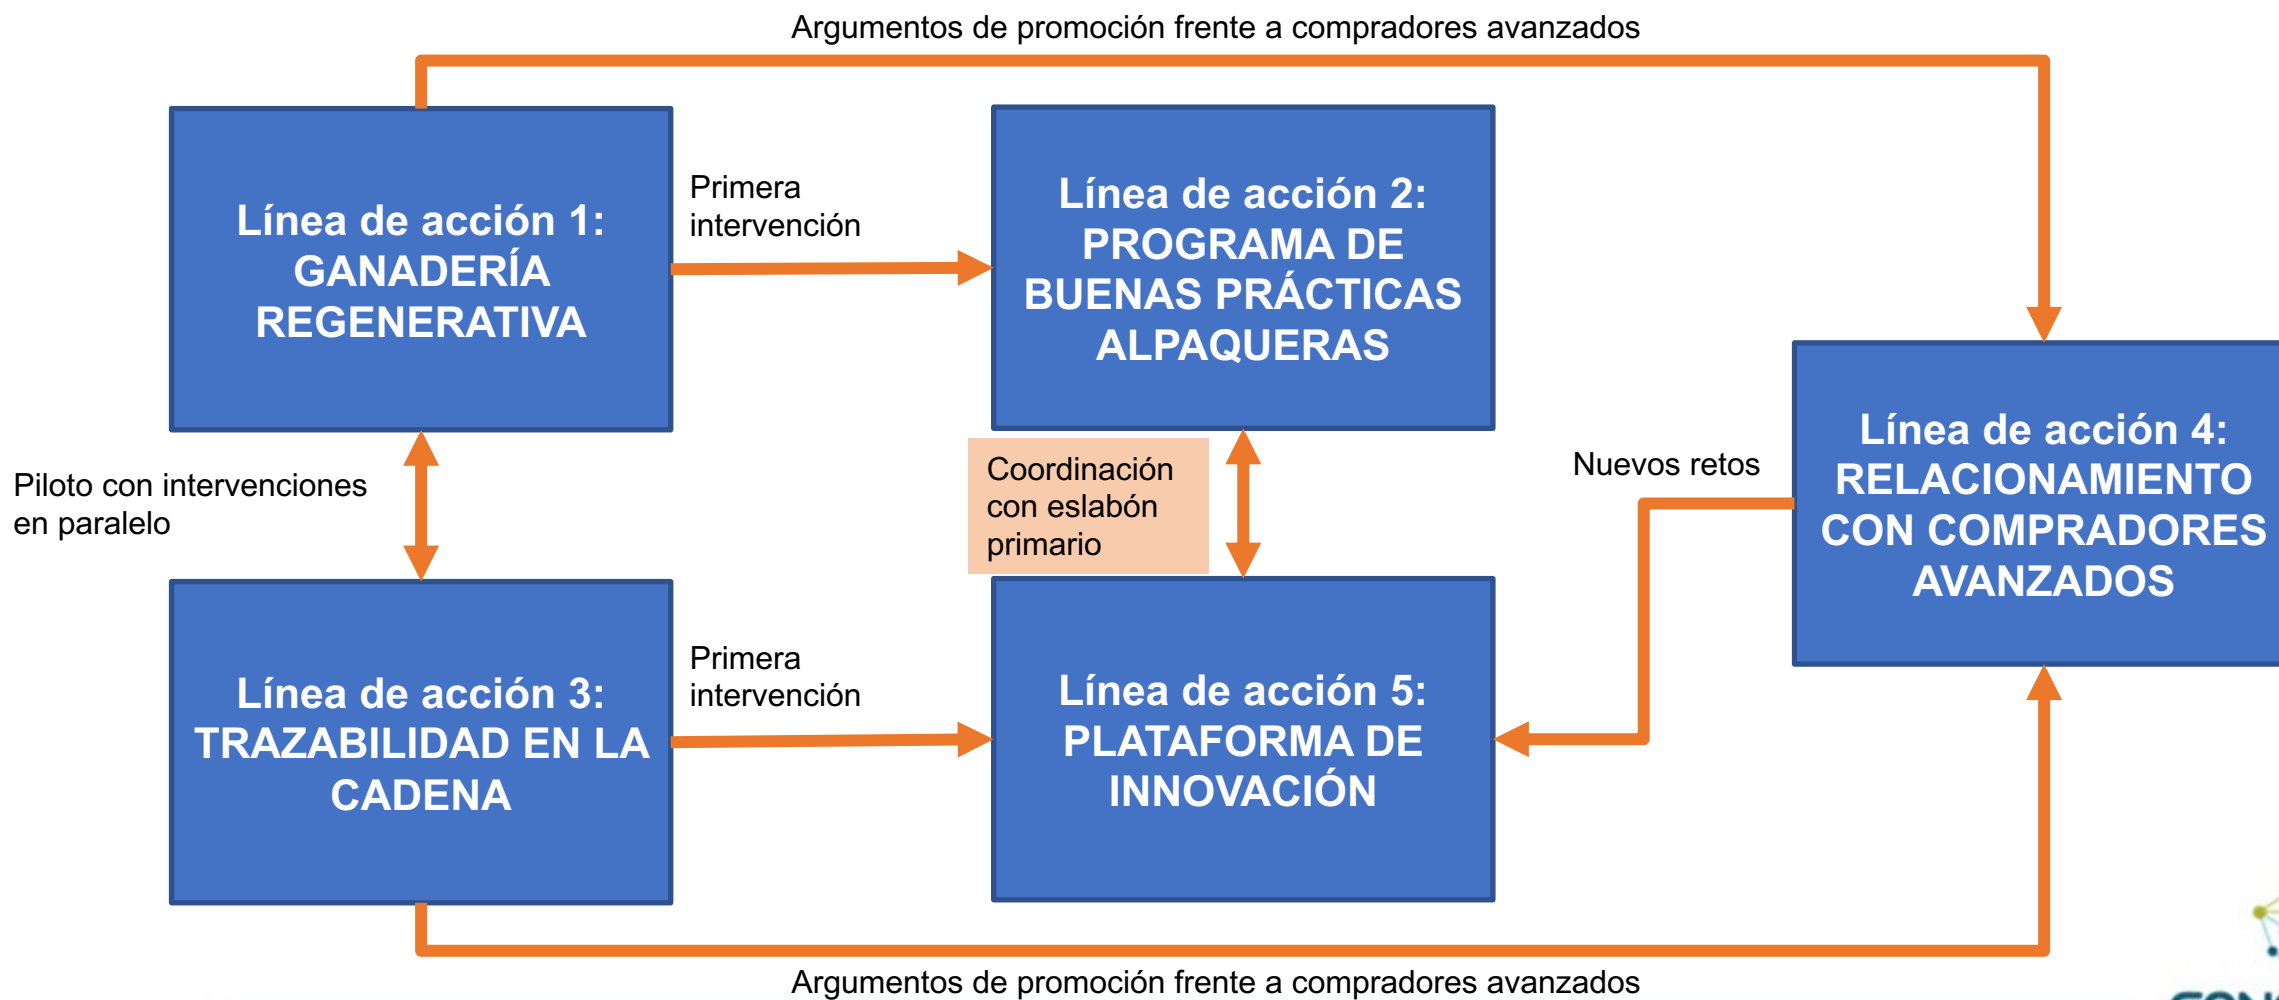 Argumentos de promoción frente a compradores avanzados
Línea de acción 1:
GANADERÍA
REGENERATIVA
Primera
intervención
Línea de acción 2:
PROGRAMA DE
BUENAS PRÁCTICAS
ALPAQUERAS
Piloto con intervenciones
en paralelo
Coordinación
con eslabón
primario
Nuevos retos
Línea de acción 4:
RELACIONAMIENTO
CON COMPRADORES
AVANZADOS
Línea de acción 3:
TRAZABILIDAD EN LA
CADENA
Primera
intervención
Línea de acción 5:
PLATAFORMA DE
INNOVACIÓN
Argumentos de promoción frente a compradores avanzados